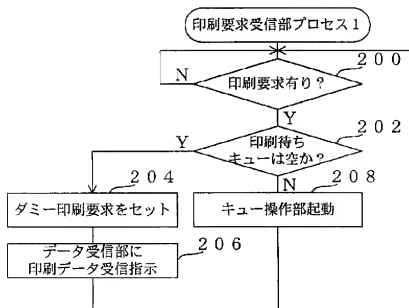 印刷要求受信部プロセス1
200
N
印刷要求有り?
Y
202
Y
印刷待ち
キューは空か?
204
N
208
ダミー印刷要求をセット
キュー操作部起動
データ受信部に
印刷データ受信指示
206